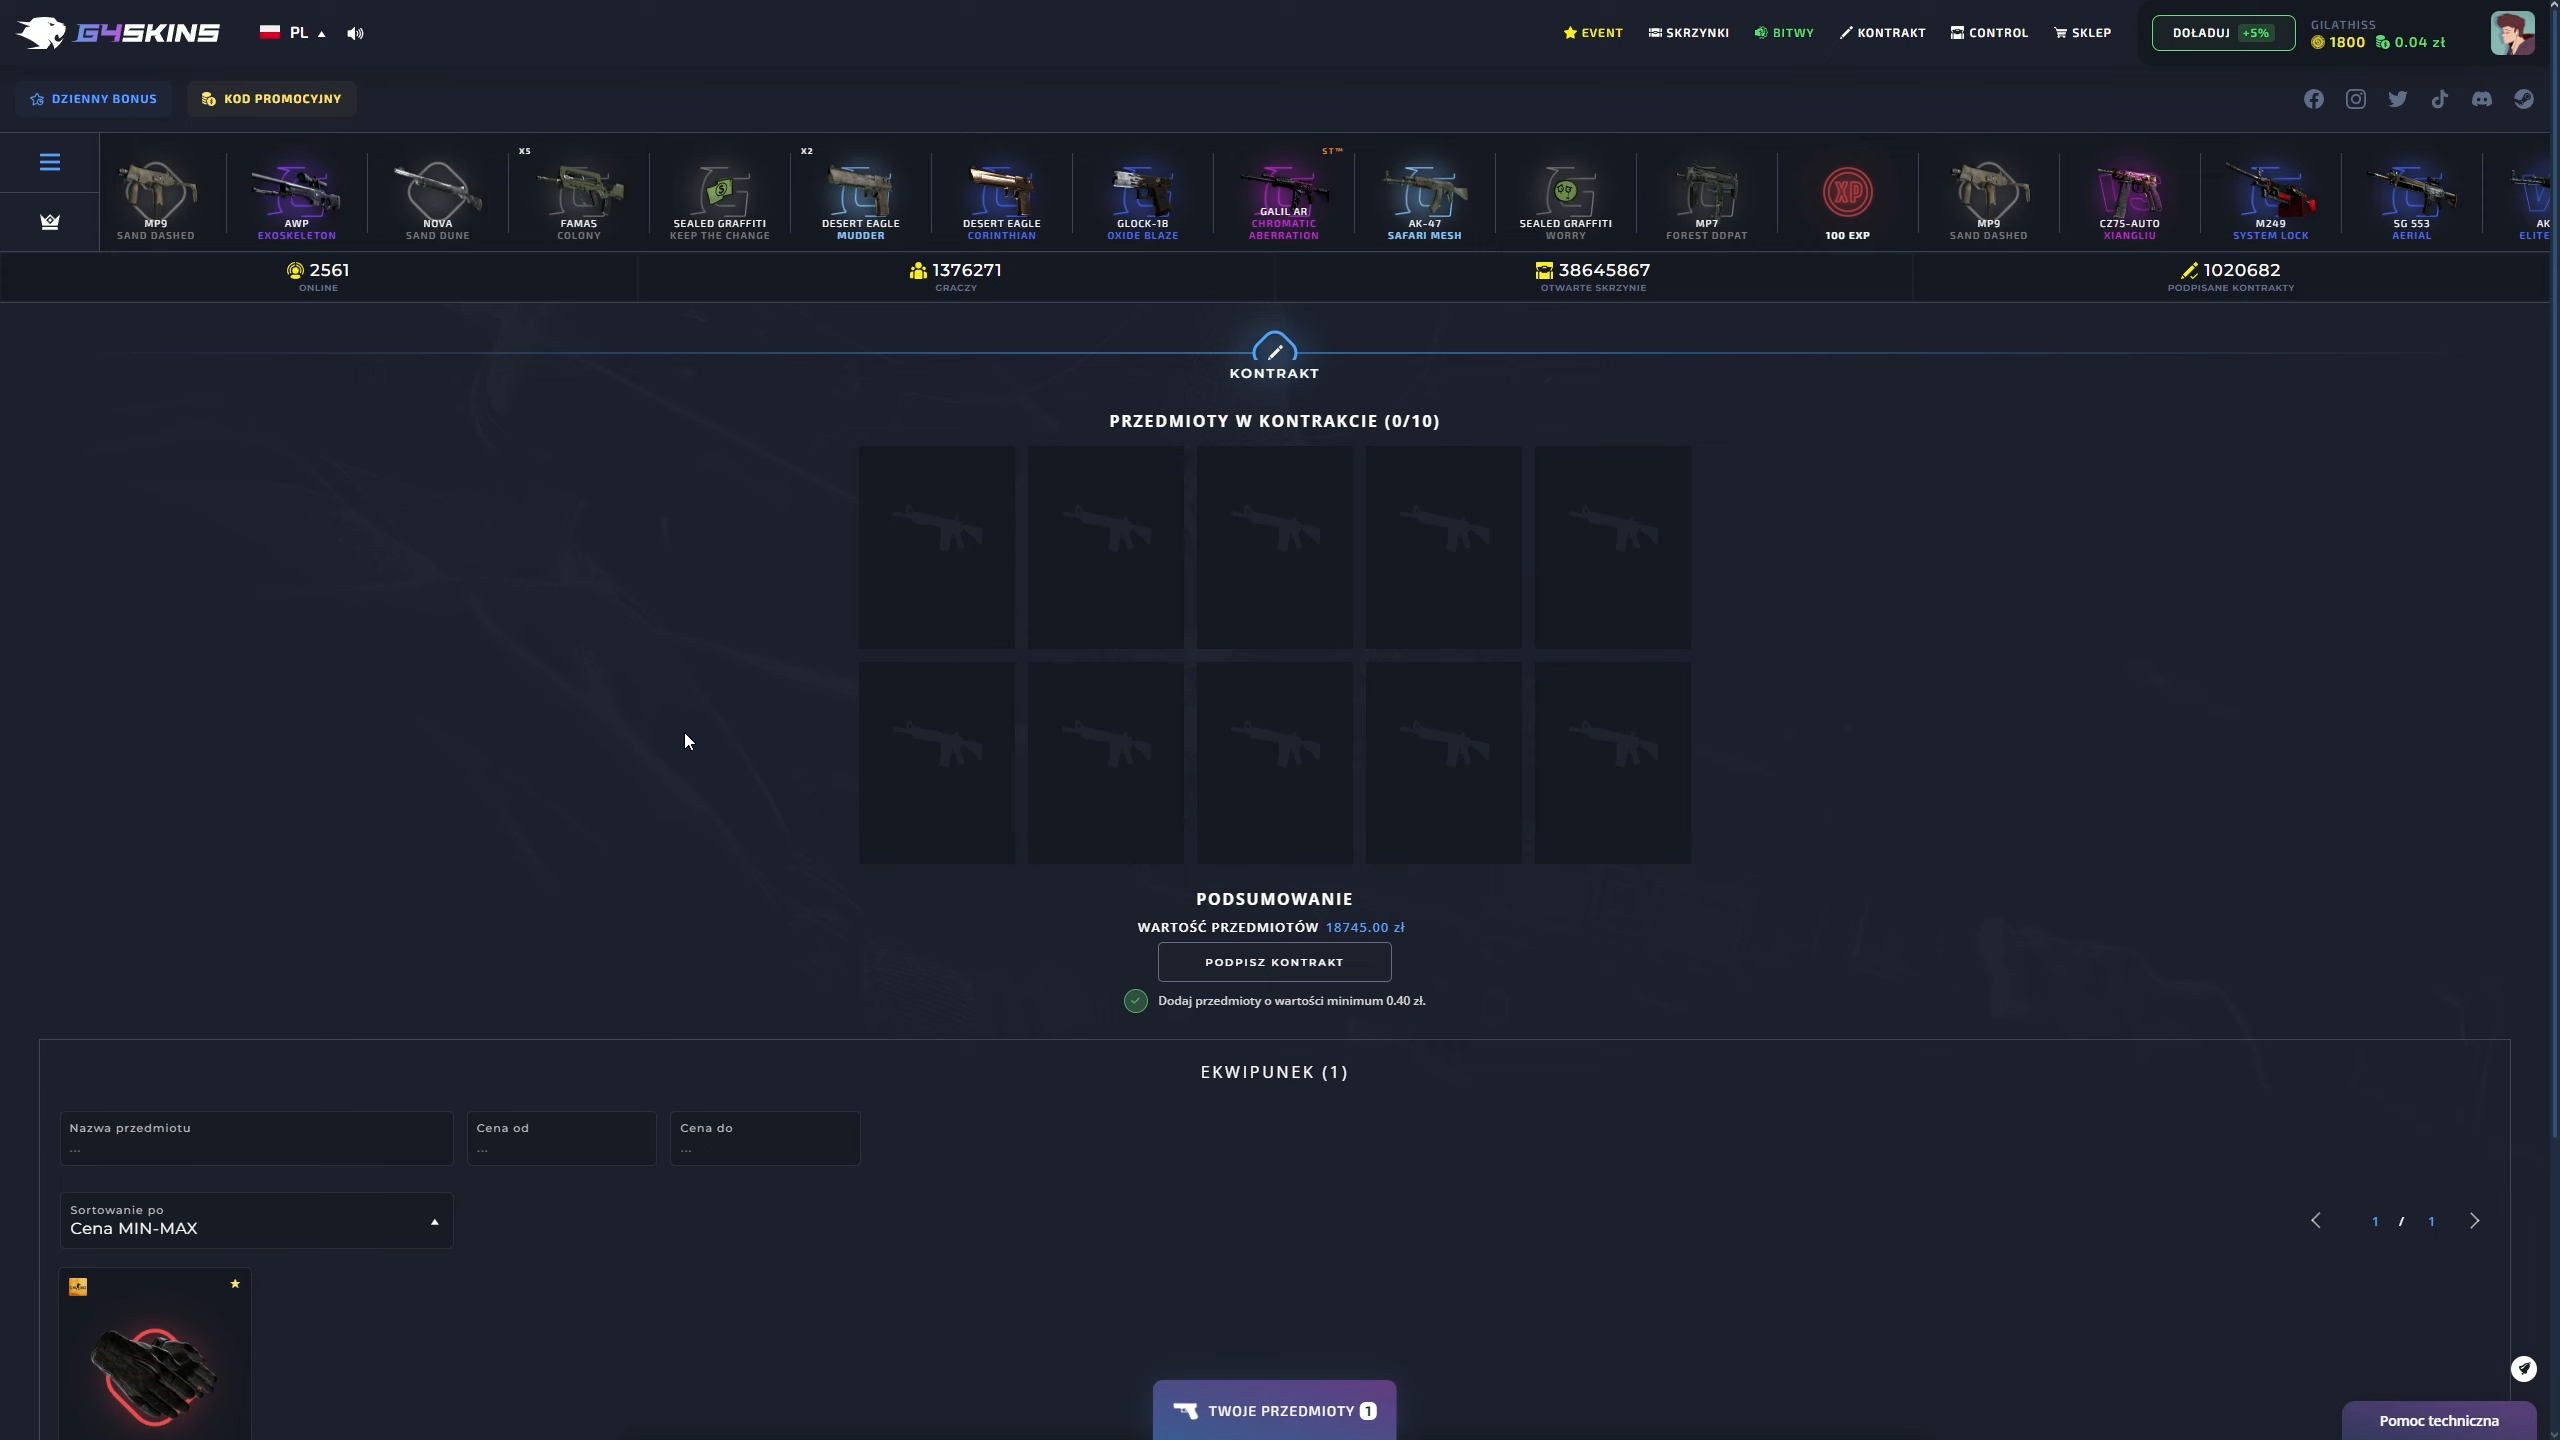 G4SKINS
PL
EVENT
SKRZYNKI
BITWY
KONTRAKT
CONTROL
SKLEP
DOŁADUJ +5%
GILATHISS
1800 0.04 zł
DZIENNY BONUS
KOD PROMOCYJNY
MP9
SAND DASHED
AWP
EXOSKELETON
NOVA
SAND DUNE
X5
FAMAS
COLONY
SEALED GRAFFITI
KEEP THE CHANGE
X2
DESERT EAGLE
MUDDER
DESERT EAGLE
CORINTHIAN
GLOCK-18
OXIDE BLAZE
ST™
GALIL AR
CHROMATIC
ABERRATION
AK-47
SAFARI MESH
SEALED GRAFFITI
WORRY
MP7
FOREST DDPAT
XP
100 EXP
MP9
SAND DASHED
CZ75-AUTO
XIANGLIU
M249
SYSTEM LOCK
SG 553
AERIAL
AK
ELITE
2561
ONLINE
1376271
GRACZY
38645867
OTWARTE SKRZYNIE
1020682
PODPISANE KONTRAKTY
KONTRAKT
PRZEDMIOTY W KONTRAKCIE (0/10)
PODSUMOWANIE
WARTOŚĆ PRZEDMIOTÓW 18745.00 zł
PODPISZ KONTRAKT
Dodaj przedmioty o wartości minimum 0.40 zł.
EKWIPUNEK (1)
Nazwa przedmiotu
...
Cena od
...
Cena do
...
Sortowanie po
Cena MIN-MAX
1 / 1
TWOJE PRZEDMIOTY 1
Pomoc techniczna